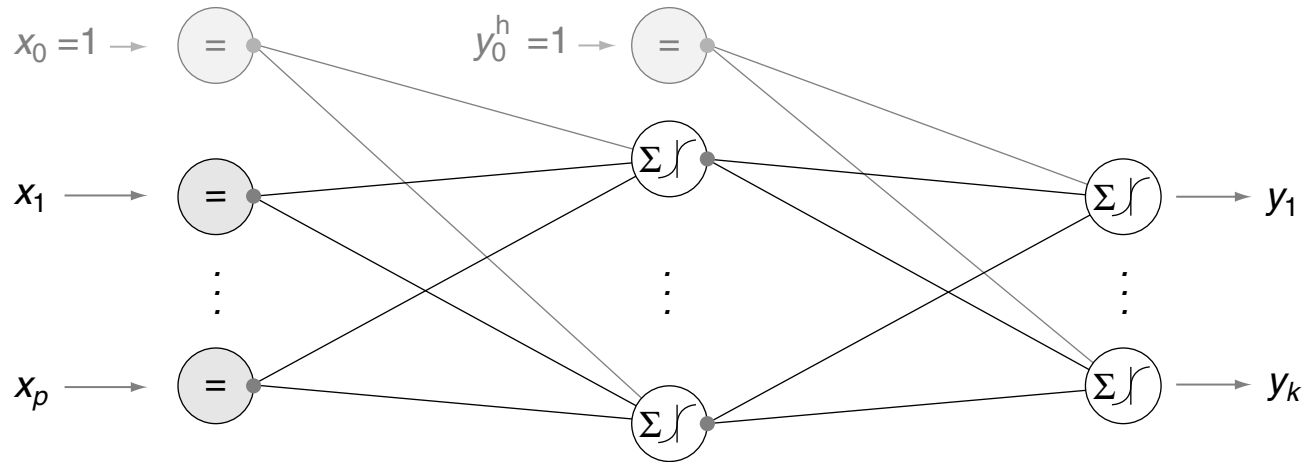 x₀ =1 = y₀ʰ =1 =
Σ
x₁ = Σ y₁
⋮ ⋮ ⋮
xₚ = Σ yₖ
Σ